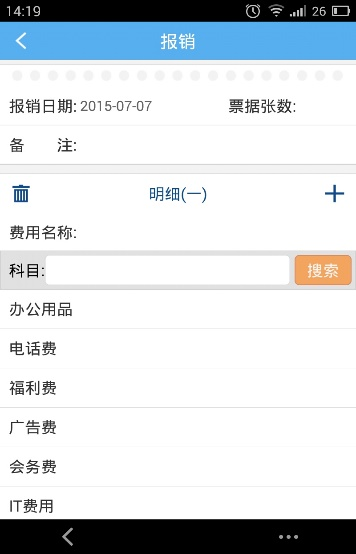 14:19 26
报销
报销日期: 2015-07-07 票据张数:
备 注:
明细(一)
费用名称:
科目: 搜索
办公用品
电话费
福利费
广告费
会务费
IT费用